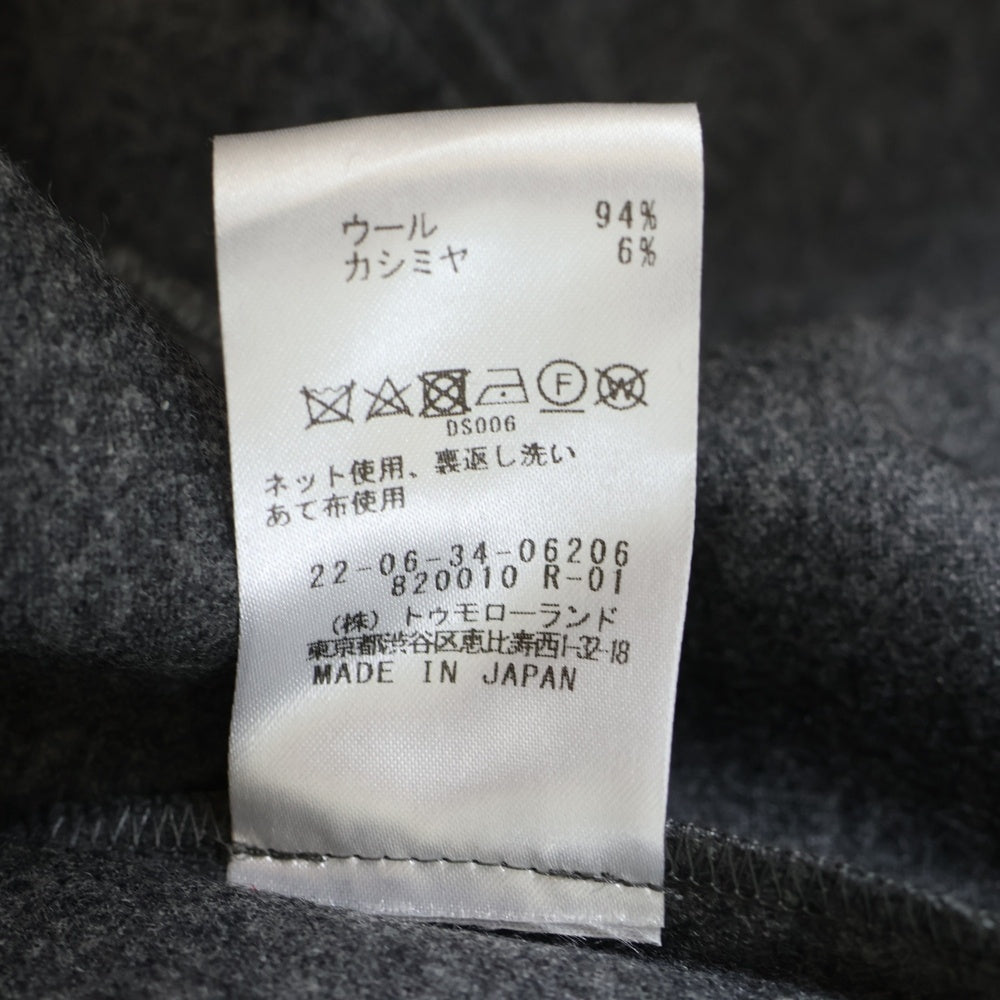 ウール 94%
カシミヤ 6%
F W
DS006
ネット使用、裏返し洗い
あて布使用
22-06-34-06206
820010 R-01
(株) トゥモローランド
東京都渋谷区恵比寿西1-32-18
MADE IN JAPAN